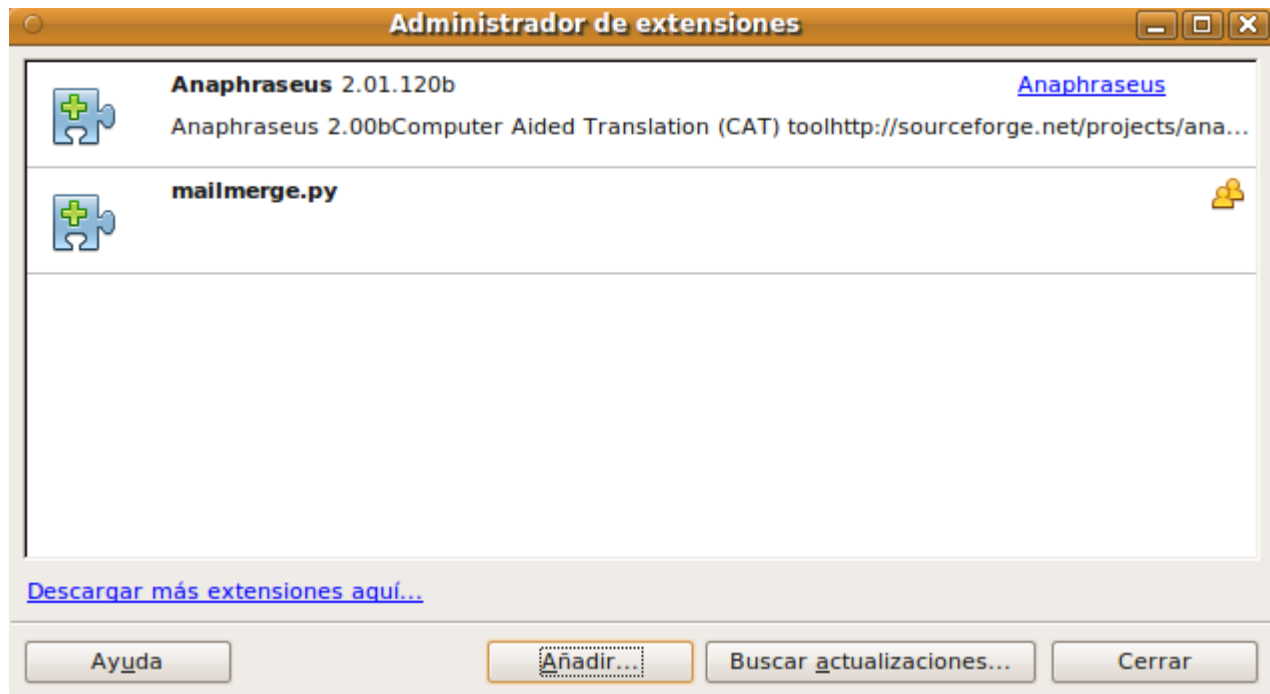 Administrador de extensiones
Anaphraseus 2.01.120b Anaphraseus
Anaphraseus 2.00bComputer Aided Translation (CAT) toolhttp://sourceforge.net/projects/ana...
mailmerge.py
Descargar más extensiones aquí...
Ayuda Añadir... Buscar actualizaciones... Cerrar